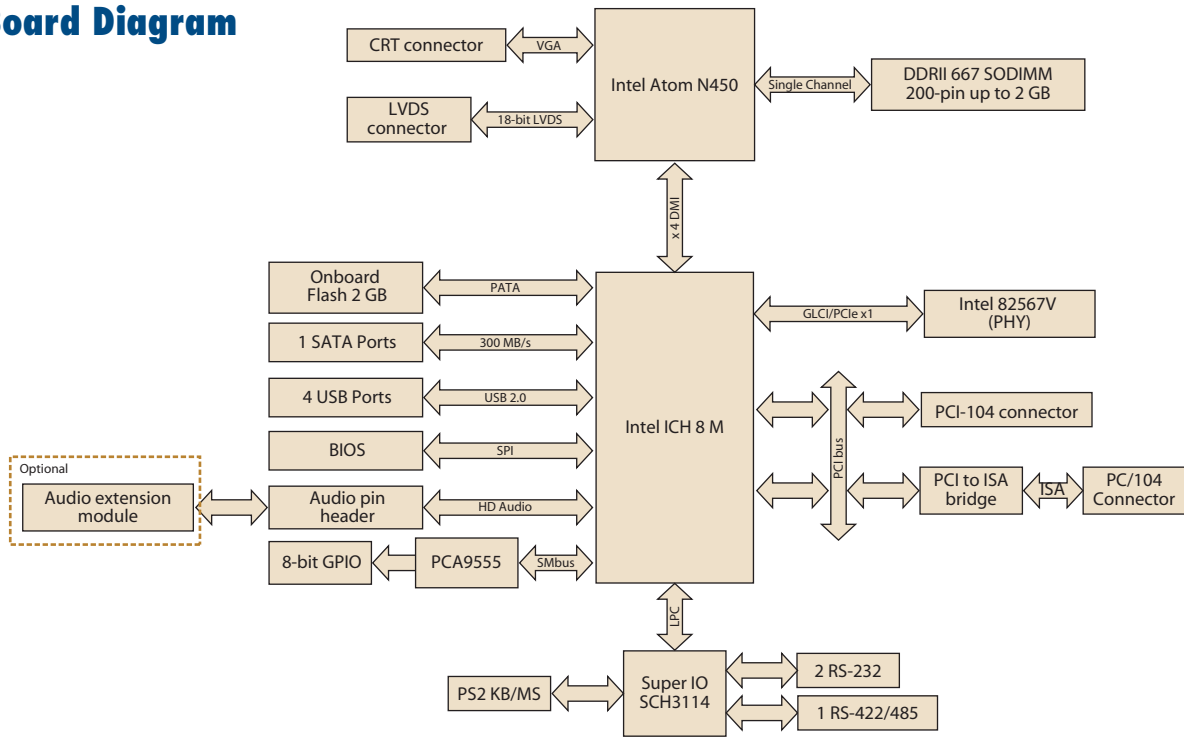 Board Diagram
CRT connector
VGA
Intel Atom N450
Single Channel
DDRII 667 SODIMM
200-pin up to 2 GB
LVDS
connector
18-bit LVDS
x 4 DMI
Onboard
Flash 2 GB
PATA
GLCI/PCIe x1
Intel 82567V
(PHY)
1 SATA Ports
300 MB/s
4 USB Ports
USB 2.0
Intel ICH 8 M
PCI bus
PCI-104 connector
BIOS
SPI
Optional
Audio extension
module
Audio pin
header
HD Audio
PCI to ISA
bridge
ISA
PC/104
Connector
8-bit GPIO
PCA9555
SMbus
LPC
PS2 KB/MS
Super IO
SCH3114
2 RS-232
1 RS-422/485